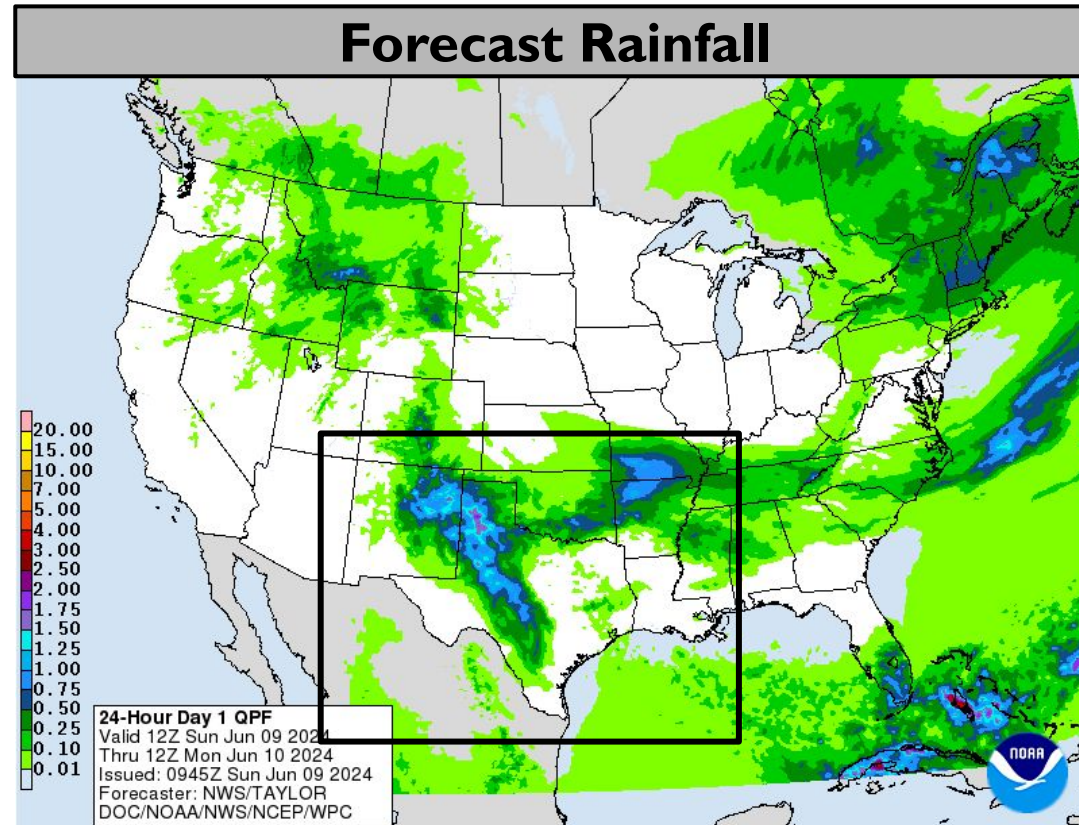 Forecast Rainfall
20.00
15.00
10.00
7.00
5.00
4.00
3.00
2.50
2.00
1.75
1.50
1.25
1.00
0.75
0.50
0.25
0.10
0.01
24-Hour Day 1 QPF
Valid 12Z Sun Jun 09 2024
Thru 12Z Mon Jun 10 2024
Issued: 0945Z Sun Jun 09 2024
Forecaster: NWS/TAYLOR
DOC/NOAA/NWS/NCEP/WPC
NOAA